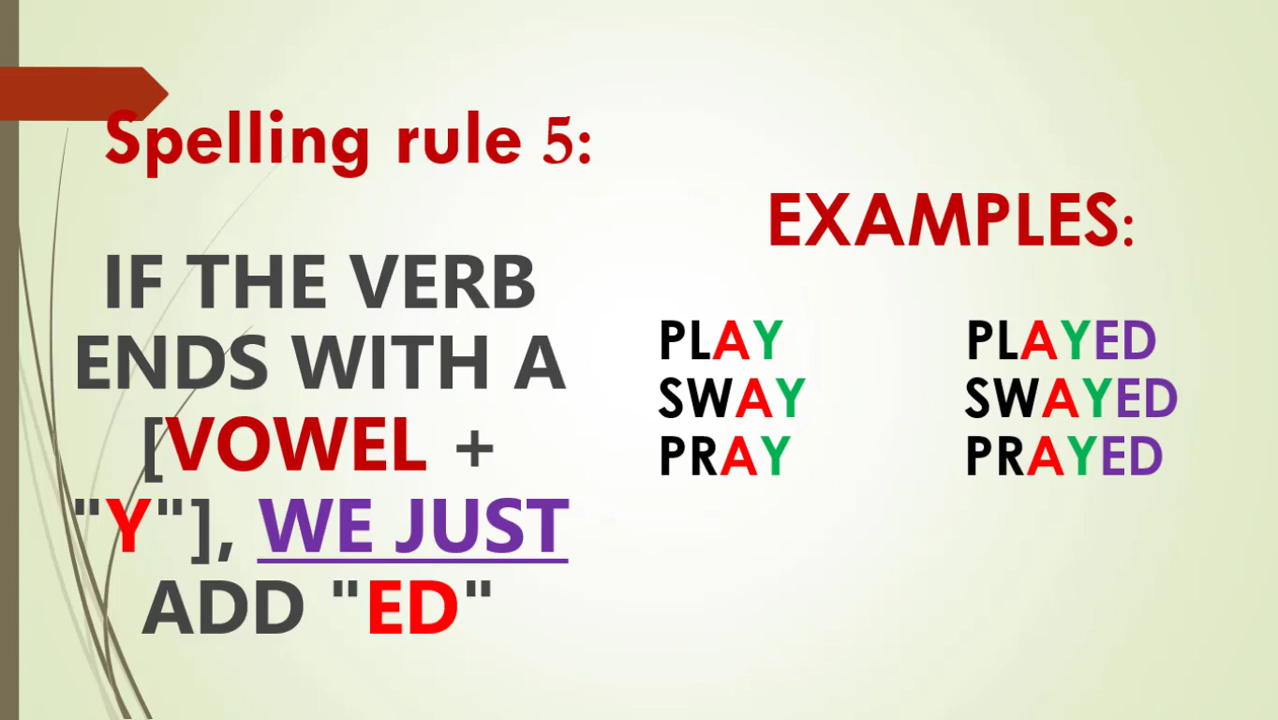 Spelling rule 5:
IF THE VERB
ENDS WITH A
[VOWEL +
"Y"], WE JUST
ADD "ED"
EXAMPLES:
PLAY PLAYED
SWAY SWAYED
PRAY PRAYED